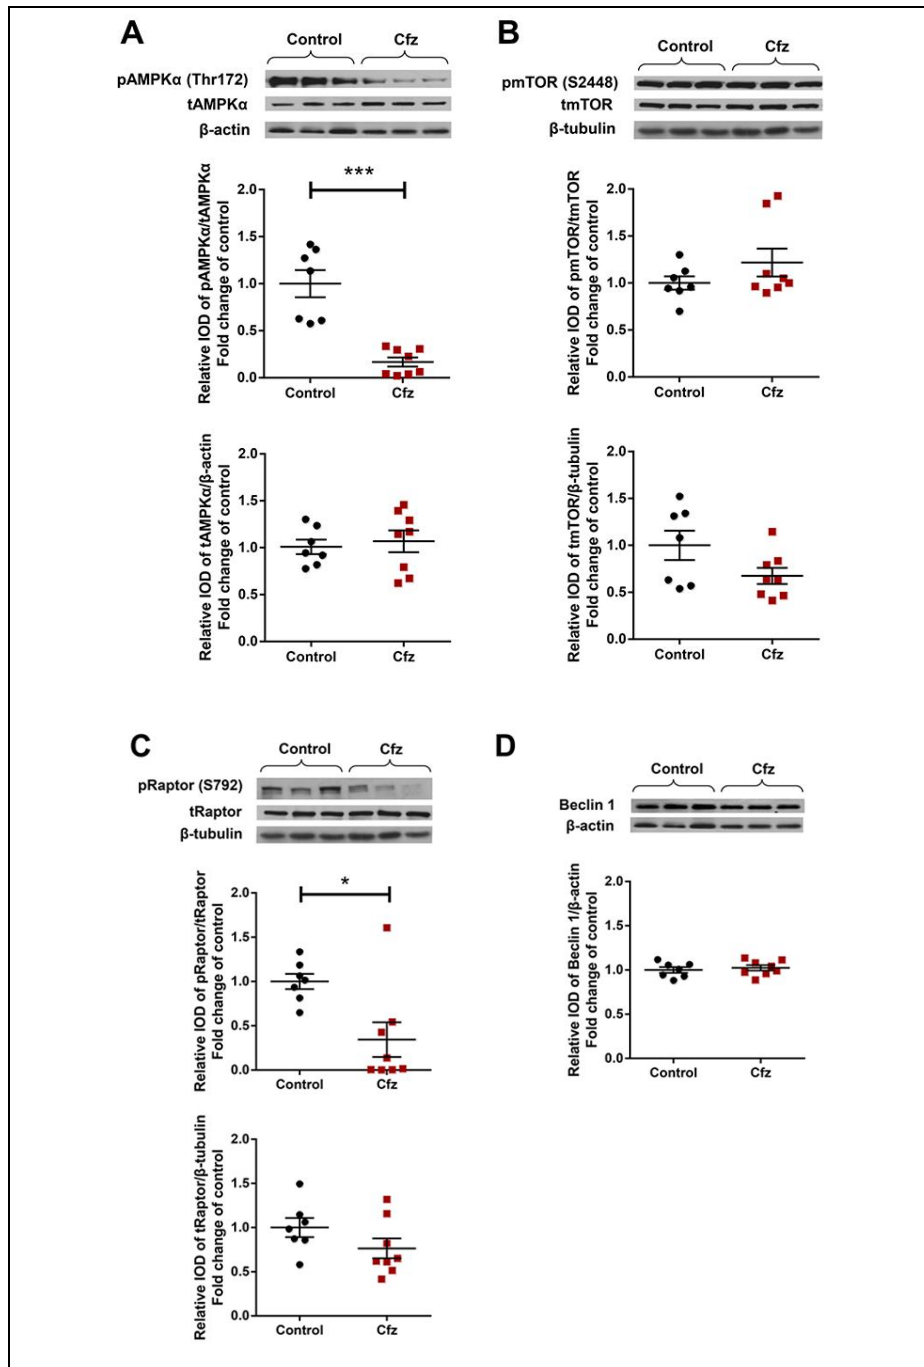 A
Control Cfz
pAMPKα (Thr172)
tAMPKα
β-actin
***
Relative IOD of pAMPKα/tAMPKα
Fold change of control
2.0
1.5
1.0
0.5
0.0
Control Cfz
Relative IOD of tAMPKα/β-actin
Fold change of control
2.0
1.5
1.0
0.5
0.0
Control Cfz
B
Control Cfz
pmTOR (S2448)
tmTOR
β-tubulin
Relative IOD of pmTOR/tmTOR
Fold change of control
2.0
1.5
1.0
0.5
0.0
Control Cfz
Relative IOD of tmTOR/β-tubulin
Fold change of control
2.0
1.5
1.0
0.5
0.0
Control Cfz
C
Control Cfz
pRaptor (S792)
tRaptor
β-tubulin
*
Relative IOD of pRaptor/tRaptor
Fold change of control
2.0
1.5
1.0
0.5
0.0
Control Cfz
Relative IOD of tRaptor/β-tubulin
Fold change of control
2.0
1.5
1.0
0.5
0.0
Control Cfz
D
Control Cfz
Beclin 1
β-actin
Relative IOD of Beclin 1/β-actin
Fold change of control
2.0
1.5
1.0
0.5
0.0
Control Cfz